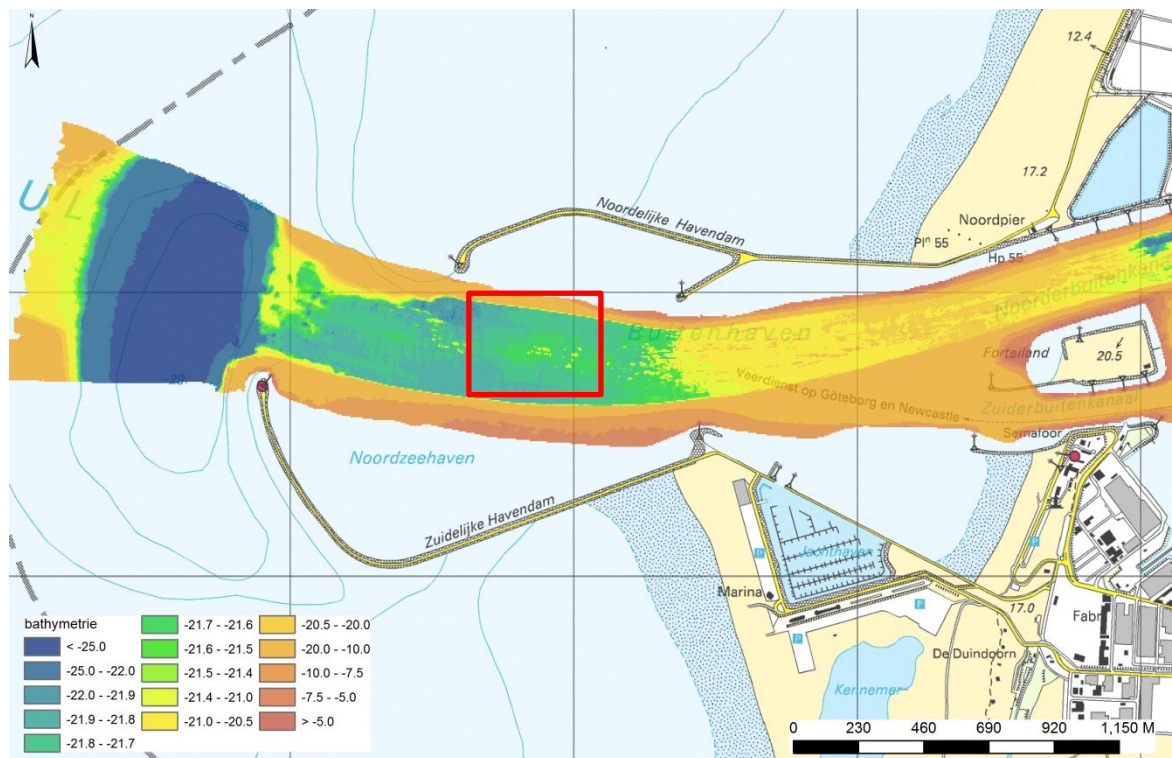 N
12.4
17.2
UL
Noordelijke Havendam
Noordpier
Pln 55
Hp 55
Noorderbuitenkanaal
Buitenhaven
Forteiland
20.5
Veerdienst op Göteborg en Newcastle
Zuiderbuitenkanaal
Semafoor
Noordzeehaven
Zuidelijke Havendam
Jachthaven
P
P
P
P
Marina
17.0
Fabr
De Duindoorn
Kennemer
bathymetrie
< -25.0
-25.0 - -22.0
-22.0 - -21.9
-21.9 - -21.8
-21.8 - -21.7
-21.7 - -21.6
-21.6 - -21.5
-21.5 - -21.4
-21.4 - -21.0
-21.0 - -20.5
-20.5 - -20.0
-20.0 - -10.0
-10.0 - -7.5
-7.5 - -5.0
> -5.0
0 230 460 690 920 1,150 M